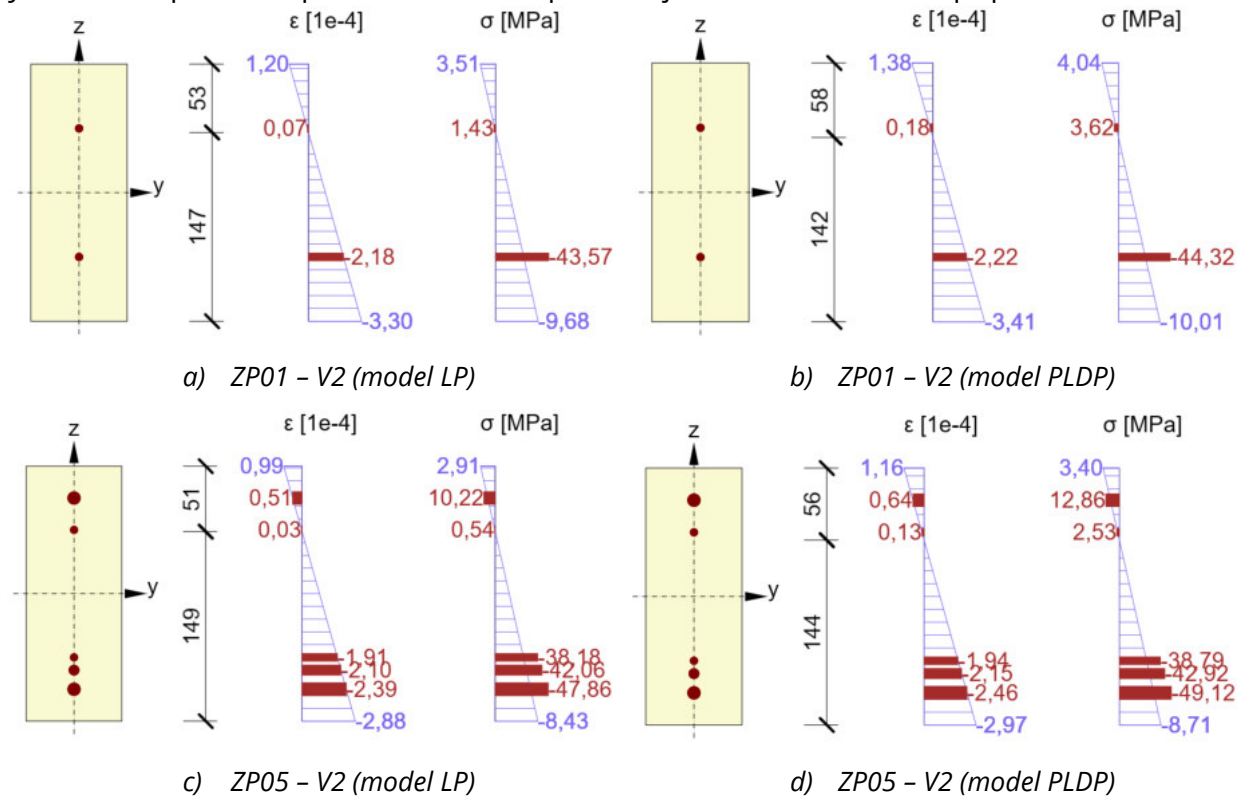 ε [1e-4] σ [MPa] ε [1e-4] σ [MPa]
z z
1,20 3,51 1,38 4,04
53 58
0,07 1,43 0,18 3,62
y y
147 142
-2,18 -43,57 -2,22 -44,32
-3,30 -9,68 -3,41 -10,01
a) ZP01 – V2 (model LP) b) ZP01 – V2 (model PLDP)
ε [1e-4] σ [MPa] ε [1e-4] σ [MPa]
z z
0,99 2,91 1,16 3,40
51 0,51 10,22 56 0,64 12,86
0,03 0,54 0,13 2,53
y y
149 144
-1,91 -38,18 -1,94 -38,79
-2,10 -42,06 -2,15 -42,92
-2,39 -47,86 -2,46 -49,12
-2,88 -8,43 -2,97 -8,71
c) ZP05 – V2 (model LP) d) ZP05 – V2 (model PLDP)